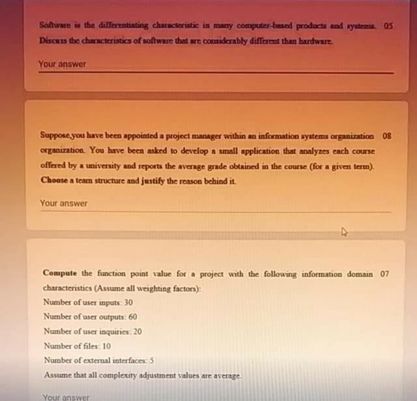 Software is the differentiating characteristic in many computer-based products and systems. 05
Discuss the characteristics of software that are considerably different than hardware.
Your answer
Suppose,you have been appointed a project manager within an information systems organization 08
organization. You have been asked to develop a small application that analyzes each course
offered by a university and reports the average grade obtained in the course (for a given term).
Choose a team structure and justify the reason behind it.
Your answer
Compute the function point value for a project with the following information domain 07
characteristics (Assume all weighting factors):
Number of user inputs: 30
Number of user outputs: 60
Number of user inquiries: 20
Number of files: 10
Number of external interfaces: 5
Assume that all complexity adjustment values are average.
Your answer